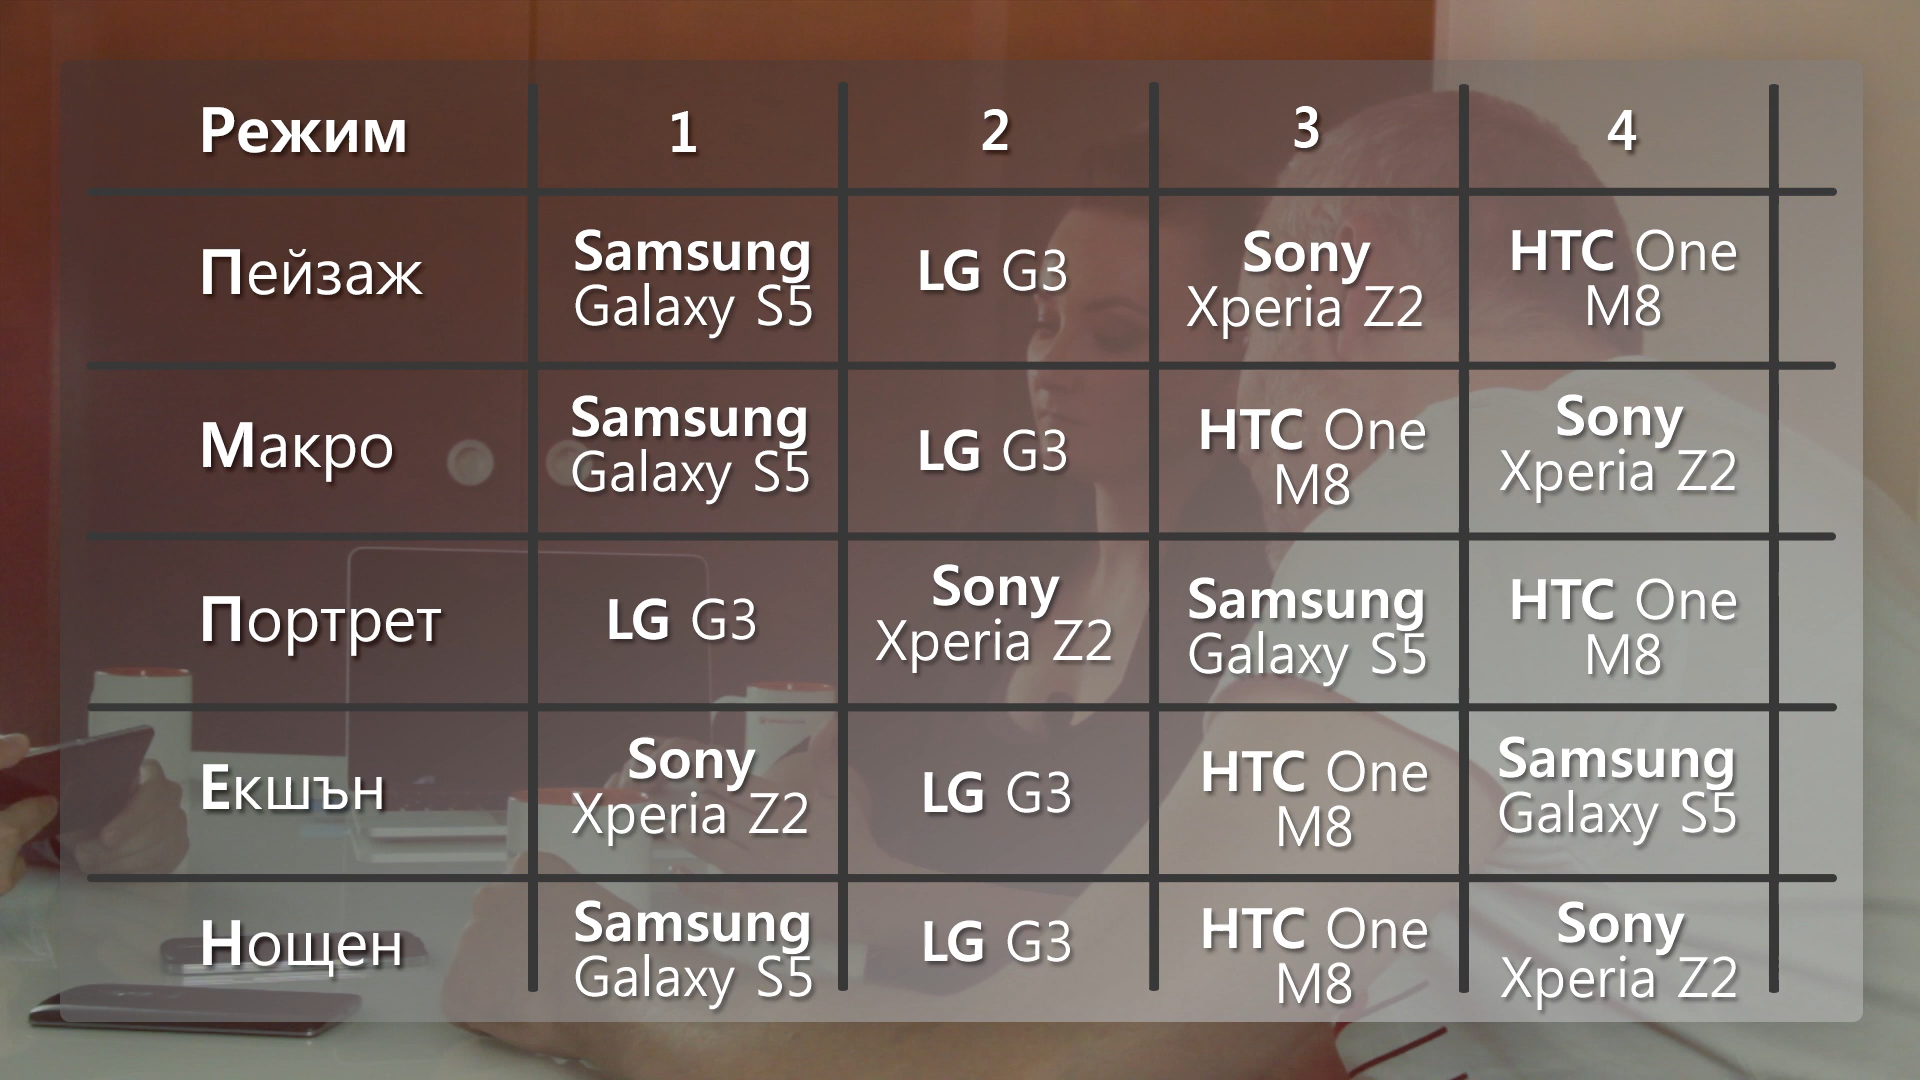 Режим 1 2 3 4
Пейзаж Samsung Galaxy S5 LG G3 Sony Xperia Z2 HTC One M8
Макро Samsung Galaxy S5 LG G3 HTC One M8 Sony Xperia Z2
Портрет LG G3 Sony Xperia Z2 Samsung Galaxy S5 HTC One M8
Екшън Sony Xperia Z2 LG G3 HTC One M8 Samsung Galaxy S5
Нощен Samsung Galaxy S5 LG G3 HTC One M8 Sony Xperia Z2